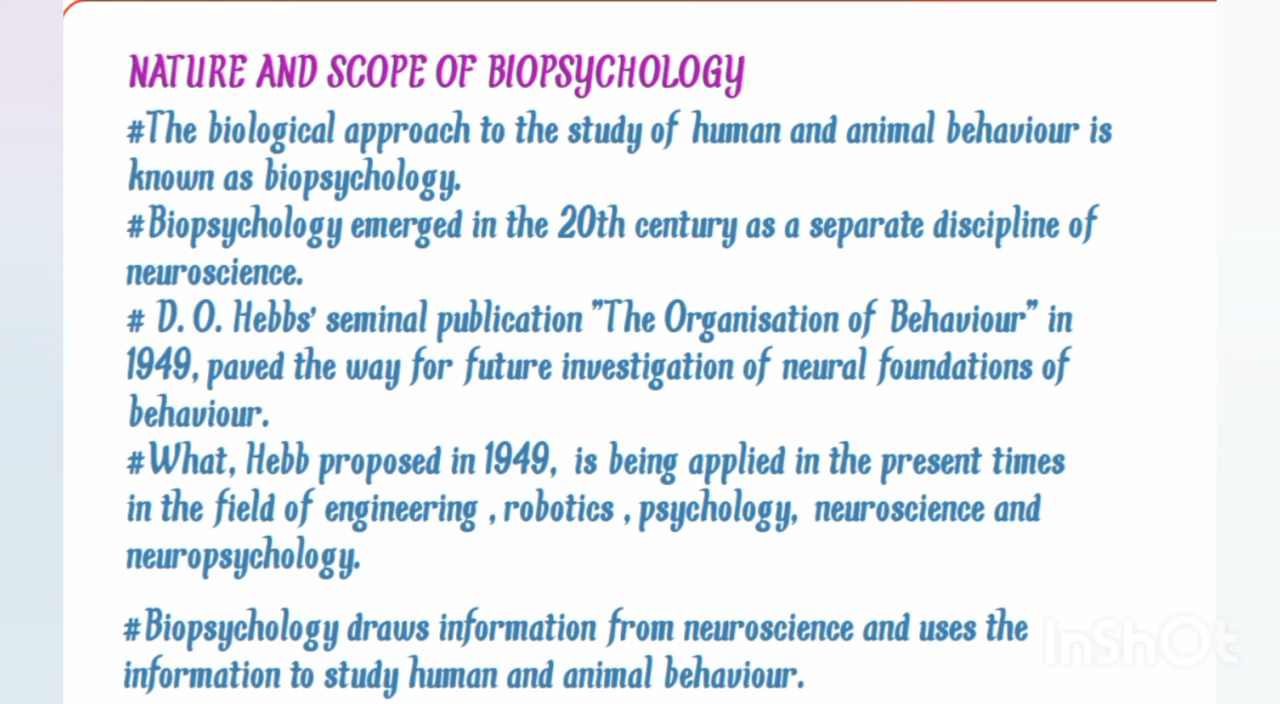 NATURE AND SCOPE OF BIOPSYCHOLOGY
#The biological approach to the study of human and animal behaviour is
known as biopsychology.
#Biopsychology emerged in the 20th century as a separate discipline of
neuroscience.
# D. O. Hebbs' seminal publication "The Organisation of Behaviour" in
1949, paved the way for future investigation of neural foundations of
behaviour.
#What, Hebb proposed in 1949, is being applied in the present times
in the field of engineering , robotics , psychology, neuroscience and
neuropsychology.
#Biopsychology draws information from neuroscience and uses the
information to study human and animal behaviour.
InShOt